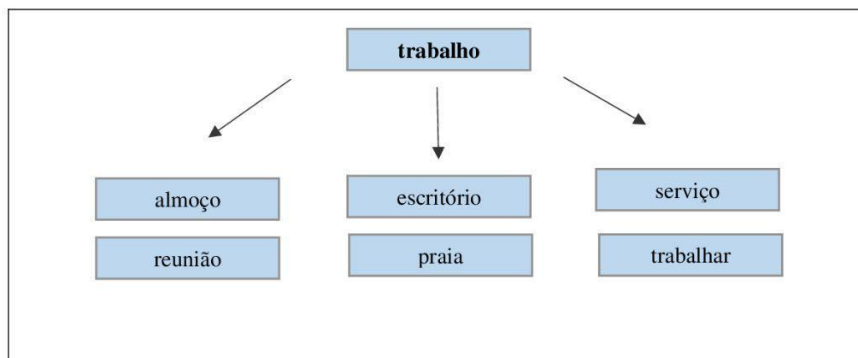 trabalho
almoço
escritório
serviço
reunião
praia
trabalhar